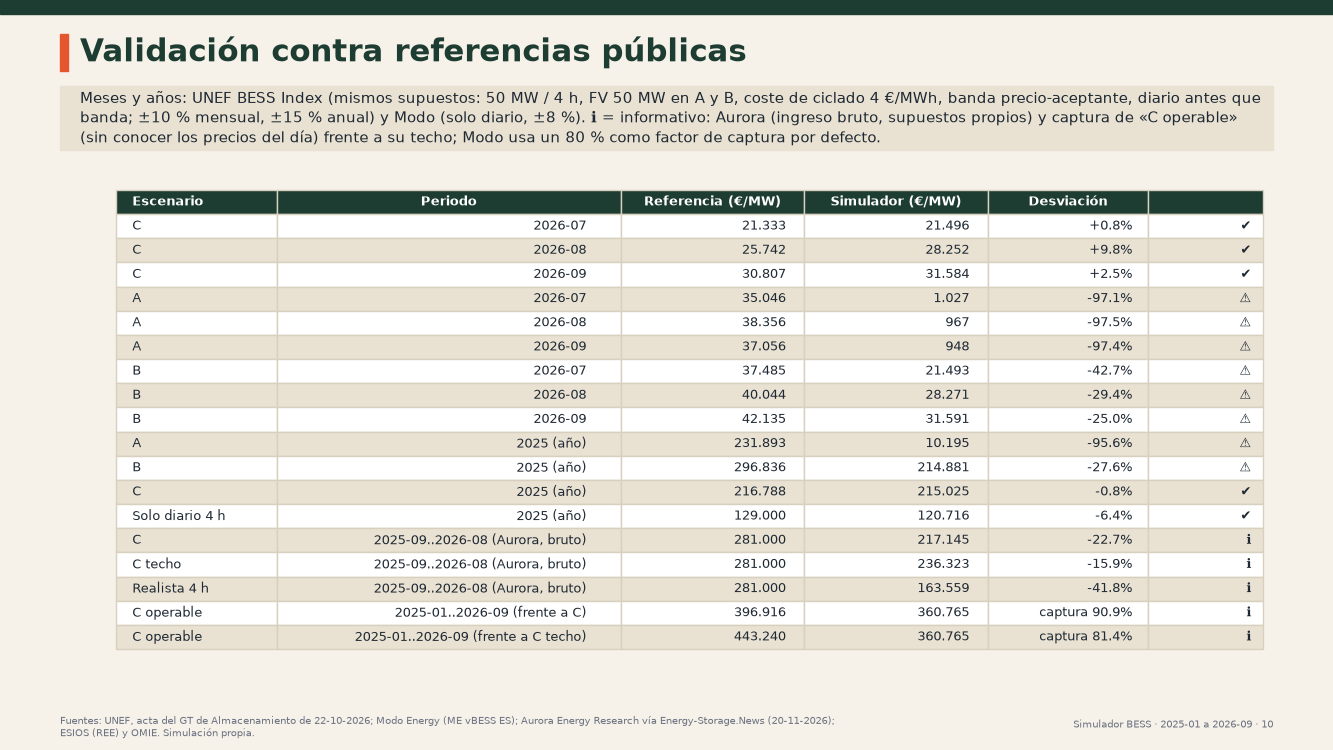 Validación contra referencias públicas
Meses y años: UNEF BESS Index (mismos supuestos: 50 MW / 4 h, FV 50 MW en A y B, coste de ciclado 4 €/MWh, banda precio-aceptante, diario antes que
banda; ±10 % mensual, ±15 % anual) y Modo (solo diario, ±8 %). ℹ = informativo: Aurora (ingreso bruto, supuestos propios) y captura de «C operable»
(sin conocer los precios del día) frente a su techo; Modo usa un 80 % como factor de captura por defecto.
Escenario Periodo Referencia (€/MW) Simulador (€/MW) Desviación
C 2026-07 21.333 21.496 +0.8% ✔
C 2026-08 25.742 28.252 +9.8% ✔
C 2026-09 30.807 31.584 +2.5% ✔
A 2026-07 35.046 1.027 -97.1% ⚠
A 2026-08 38.356 967 -97.5% ⚠
A 2026-09 37.056 948 -97.4% ⚠
B 2026-07 37.485 21.493 -42.7% ⚠
B 2026-08 40.044 28.271 -29.4% ⚠
B 2026-09 42.135 31.591 -25.0% ⚠
A 2025 (año) 231.893 10.195 -95.6% ⚠
B 2025 (año) 296.836 214.881 -27.6% ⚠
C 2025 (año) 216.788 215.025 -0.8% ✔
Solo diario 4 h 2025 (año) 129.000 120.716 -6.4% ✔
C 2025-09..2026-08 (Aurora, bruto) 281.000 217.145 -22.7% ℹ
C techo 2025-09..2026-08 (Aurora, bruto) 281.000 236.323 -15.9% ℹ
Realista 4 h 2025-09..2026-08 (Aurora, bruto) 281.000 163.559 -41.8% ℹ
C operable 2025-01..2026-09 (frente a C) 396.916 360.765 captura 90.9% ℹ
C operable 2025-01..2026-09 (frente a C techo) 443.240 360.765 captura 81.4% ℹ
Fuentes: UNEF, acta del GT de Almacenamiento de 22-10-2026; Modo Energy (ME vBESS ES); Aurora Energy Research vía Energy-Storage.News (20-11-2026);
ESIOS (REE) y OMIE. Simulación propia.
Simulador BESS · 2025-01 a 2026-09 · 10